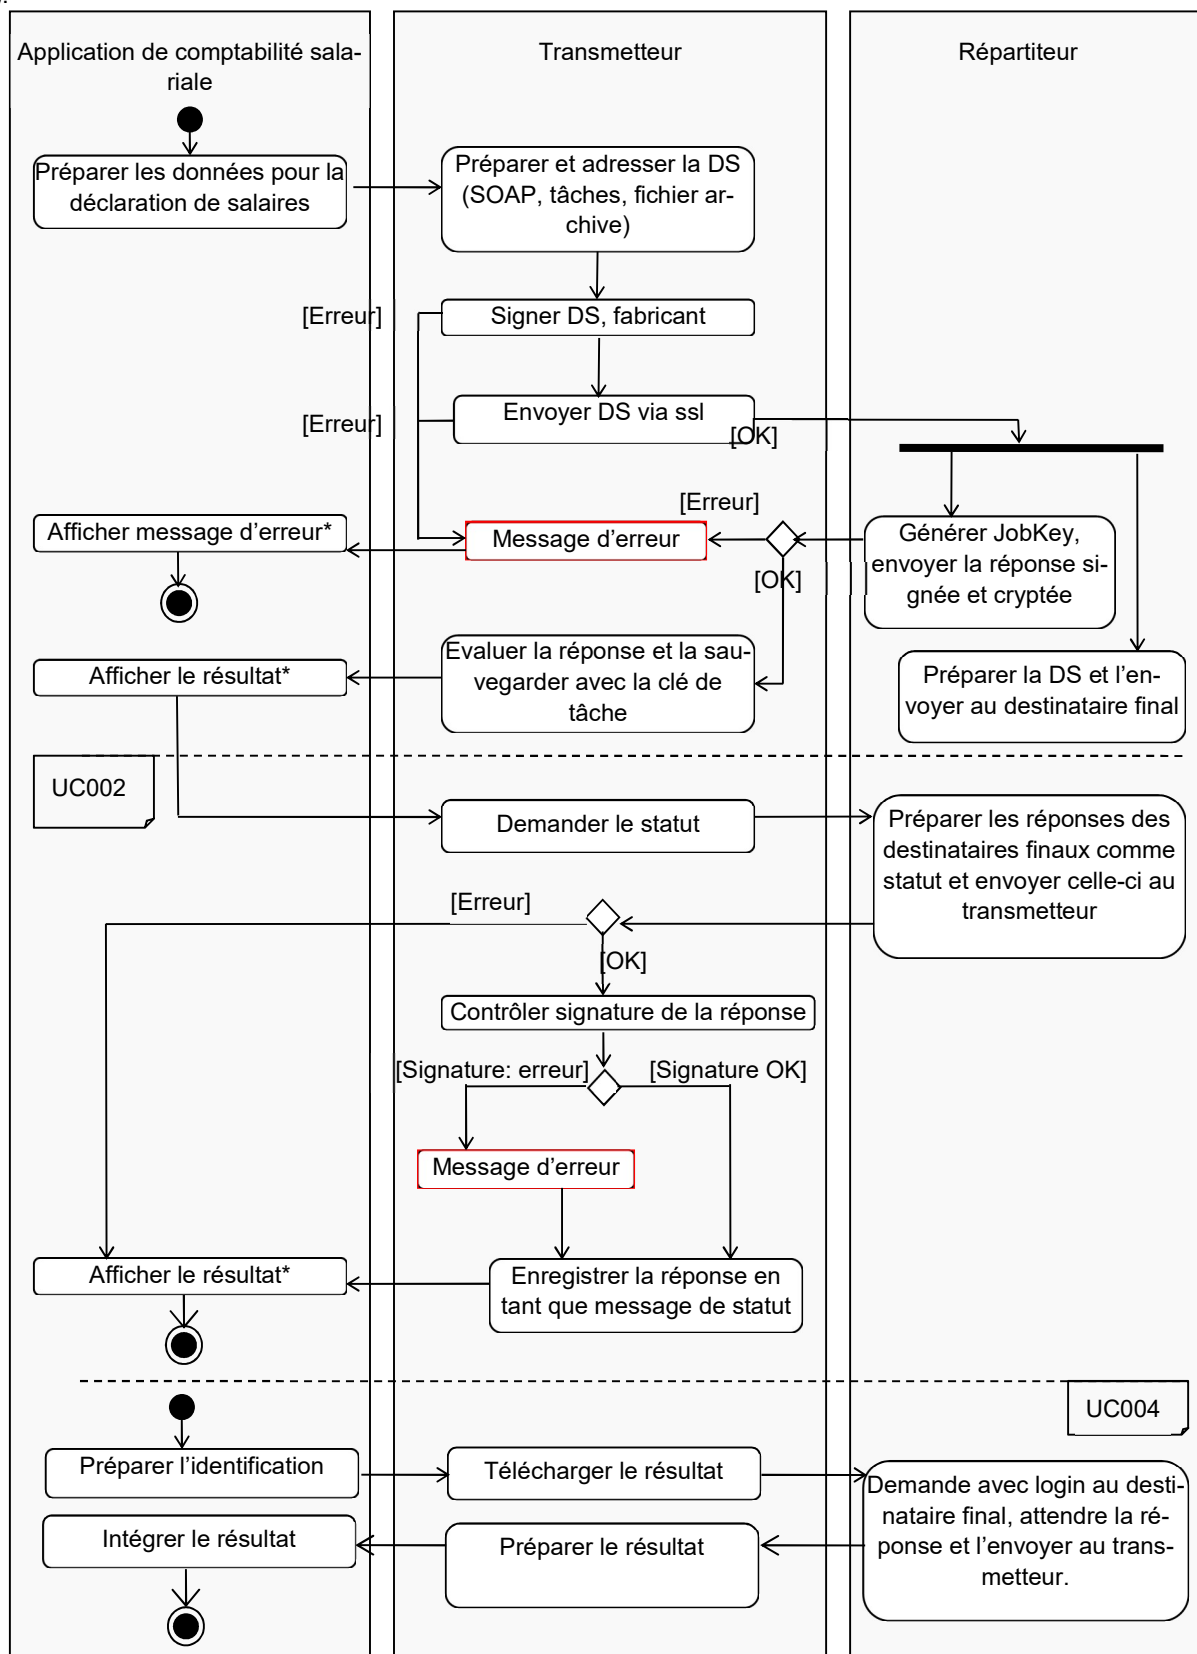 Application de comptabilité sala-
riale
Transmetteur
Répartiteur
Préparer les données pour la
déclaration de salaires
Préparer et adresser la DS
(SOAP, tâches, fichier ar-
chive)
[Erreur]
Signer DS, fabricant
[Erreur]
Envoyer DS via ssl
[OK]
[Erreur]
Afficher message d’erreur*
Message d’erreur
[OK]
Générer JobKey,
envoyer la réponse si-
gnée et cryptée
Afficher le résultat*
Evaluer la réponse et la sau-
vegarder avec la clé de
tâche
Préparer la DS et l’en-
voyer au destinataire final
UC002
Demander le statut
Préparer les réponses des
destinataires finaux comme
statut et envoyer celle-ci au
transmetteur
[Erreur]
[OK]
Contrôler signature de la réponse
[Signature: erreur]
[Signature OK]
Message d’erreur
Afficher le résultat*
Enregistrer la réponse en
tant que message de statut
UC004
Préparer l’identification
Télécharger le résultat
Demande avec login au desti-
nataire final, attendre la ré-
ponse et l’envoyer au trans-
metteur.
Intégrer le résultat
Préparer le résultat